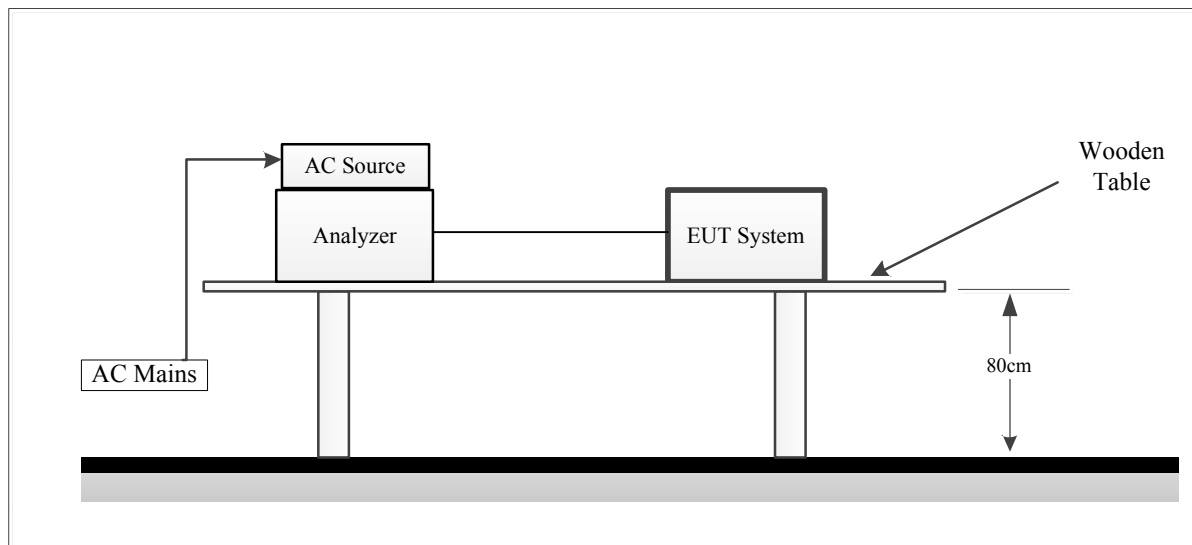 AC Source
Analyzer
EUT System
Wooden
Table
AC Mains
80cm